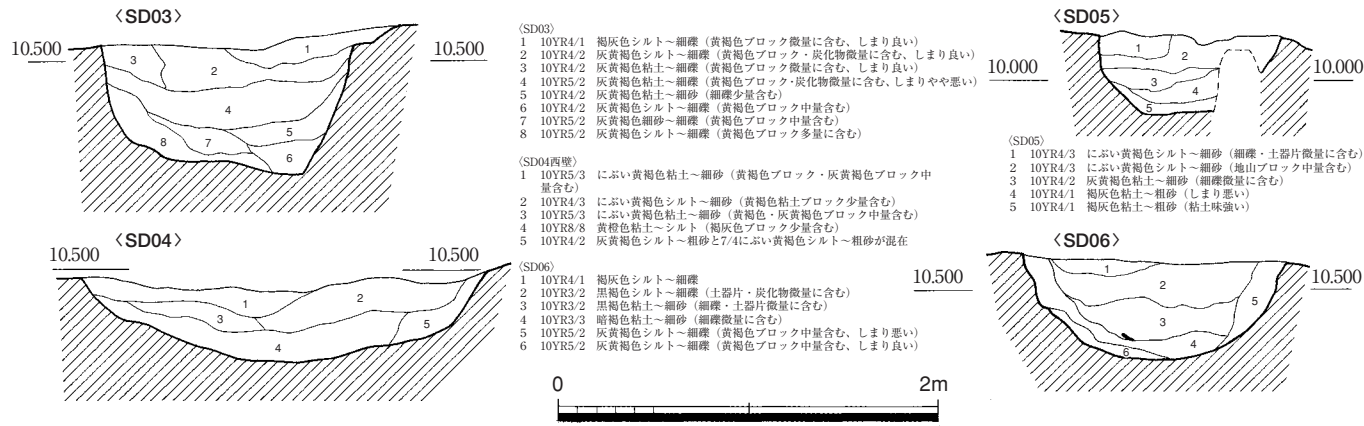 〈SD03〉
10.500
10.500
1
2
3
4
5
6
7
8
〈SD04〉
10.500
10.500
1
2
3
4
5
〈SD03〉
1 10YR4/1 褐灰色シルト～細礫（黄褐色ブロック微量に含む、しまり良い）
2 10YR4/2 灰黄褐色シルト～細礫（黄褐色ブロック・炭化物微量に含む、しまり良い）
3 10YR4/2 灰黄褐色粘土～細礫（黄褐色ブロック微量に含む、しまり良い）
4 10YR5/2 灰黄褐色粘土～細礫（黄褐色ブロック・炭化物微量に含む、しまりやや悪い）
5 10YR4/2 灰黄褐色粘土～細砂（細礫少量含む）
6 10YR4/2 灰黄褐色シルト～細礫（黄褐色ブロック中量含む）
7 10YR5/2 灰黄褐色細砂～細礫（黄褐色ブロック中量含む）
8 10YR5/2 灰黄褐色シルト～細礫（黄褐色ブロック多量に含む）
〈SD04西壁〉
1 10YR5/3 にぶい黄褐色粘土～細砂（黄褐色ブロック・灰黄褐色ブロック中
量含む）
2 10YR4/3 にぶい黄褐色シルト～細砂（黄褐色粘土ブロック少量含む）
3 10YR5/3 にぶい黄褐色粘土～細砂（黄褐色・灰黄褐色ブロック中量含む）
4 10YR8/8 黄橙色粘土～シルト（褐灰色ブロック少量含む）
5 10YR4/2 灰黄褐色シルト～粗砂と7/4にぶい黄褐色シルト～粗砂が混在
〈SD06〉
1 10YR4/1 褐灰色シルト～細礫
2 10YR3/2 黒褐色シルト～細礫（土器片・炭化物微量に含む）
3 10YR3/2 黒褐色粘土～細砂（細礫・土器片微量に含む）
4 10YR3/3 暗褐色粘土～細砂（細礫微量に含む）
5 10YR5/2 灰黄褐色シルト～細礫（黄褐色ブロック中量含む、しまり悪い）
6 10YR5/2 灰黄褐色シルト～細礫（黄褐色ブロック中量含む、しまり良い）
0 2m
〈SD05〉
10.000
10.000
1
2
3
4
5
〈SD05〉
1 10YR4/3 にぶい黄褐色シルト～細砂（細礫・土器片微量に含む）
2 10YR4/3 にぶい黄褐色シルト～細砂（地山ブロック中量含む）
3 10YR4/2 灰黄褐色粘土～細砂（細礫微量に含む）
4 10YR4/1 褐灰色粘土～粗砂（しまり悪い）
5 10YR4/1 褐灰色粘土～粗砂（粘土味強い）
〈SD06〉
10.500
10.500
1
2
3
4
5
6